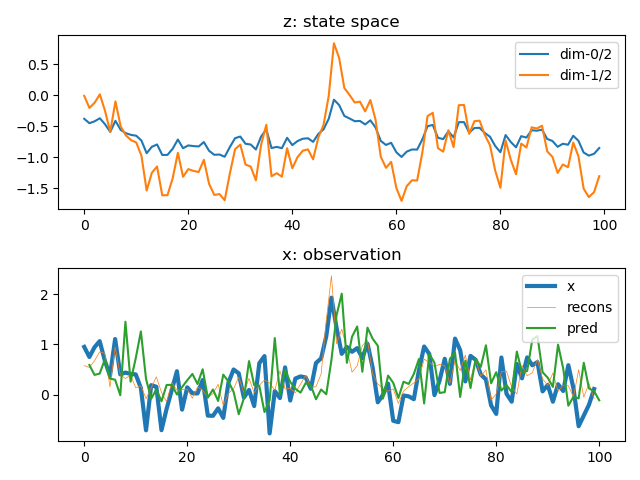 z: state space
dim-0/2
dim-1/2
0.5
0.0
−0.5
−1.0
−1.5
0 20 40 60 80 100
x: observation
x
recons
pred
2
1
0
0 20 40 60 80 100